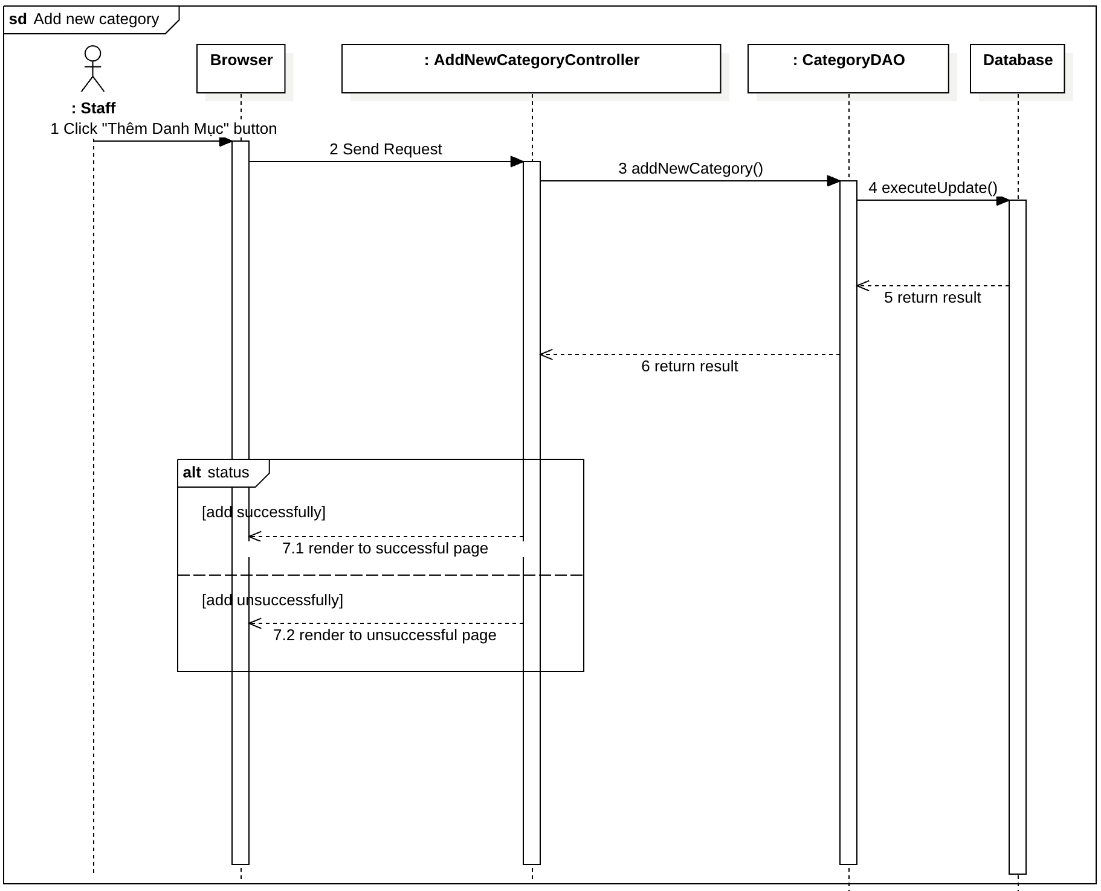 sd Add new category
Browser
: AddNewCategoryController
: CategoryDAO
Database
: Staff
1 Click "Thêm Danh Mục" button
2 Send Request
3 addNewCategory()
4 executeUpdate()
5 return result
6 return result
alt status
[add successfully]
7.1 render to successful page
[add unsuccessfully]
7.2 render to unsuccessful page